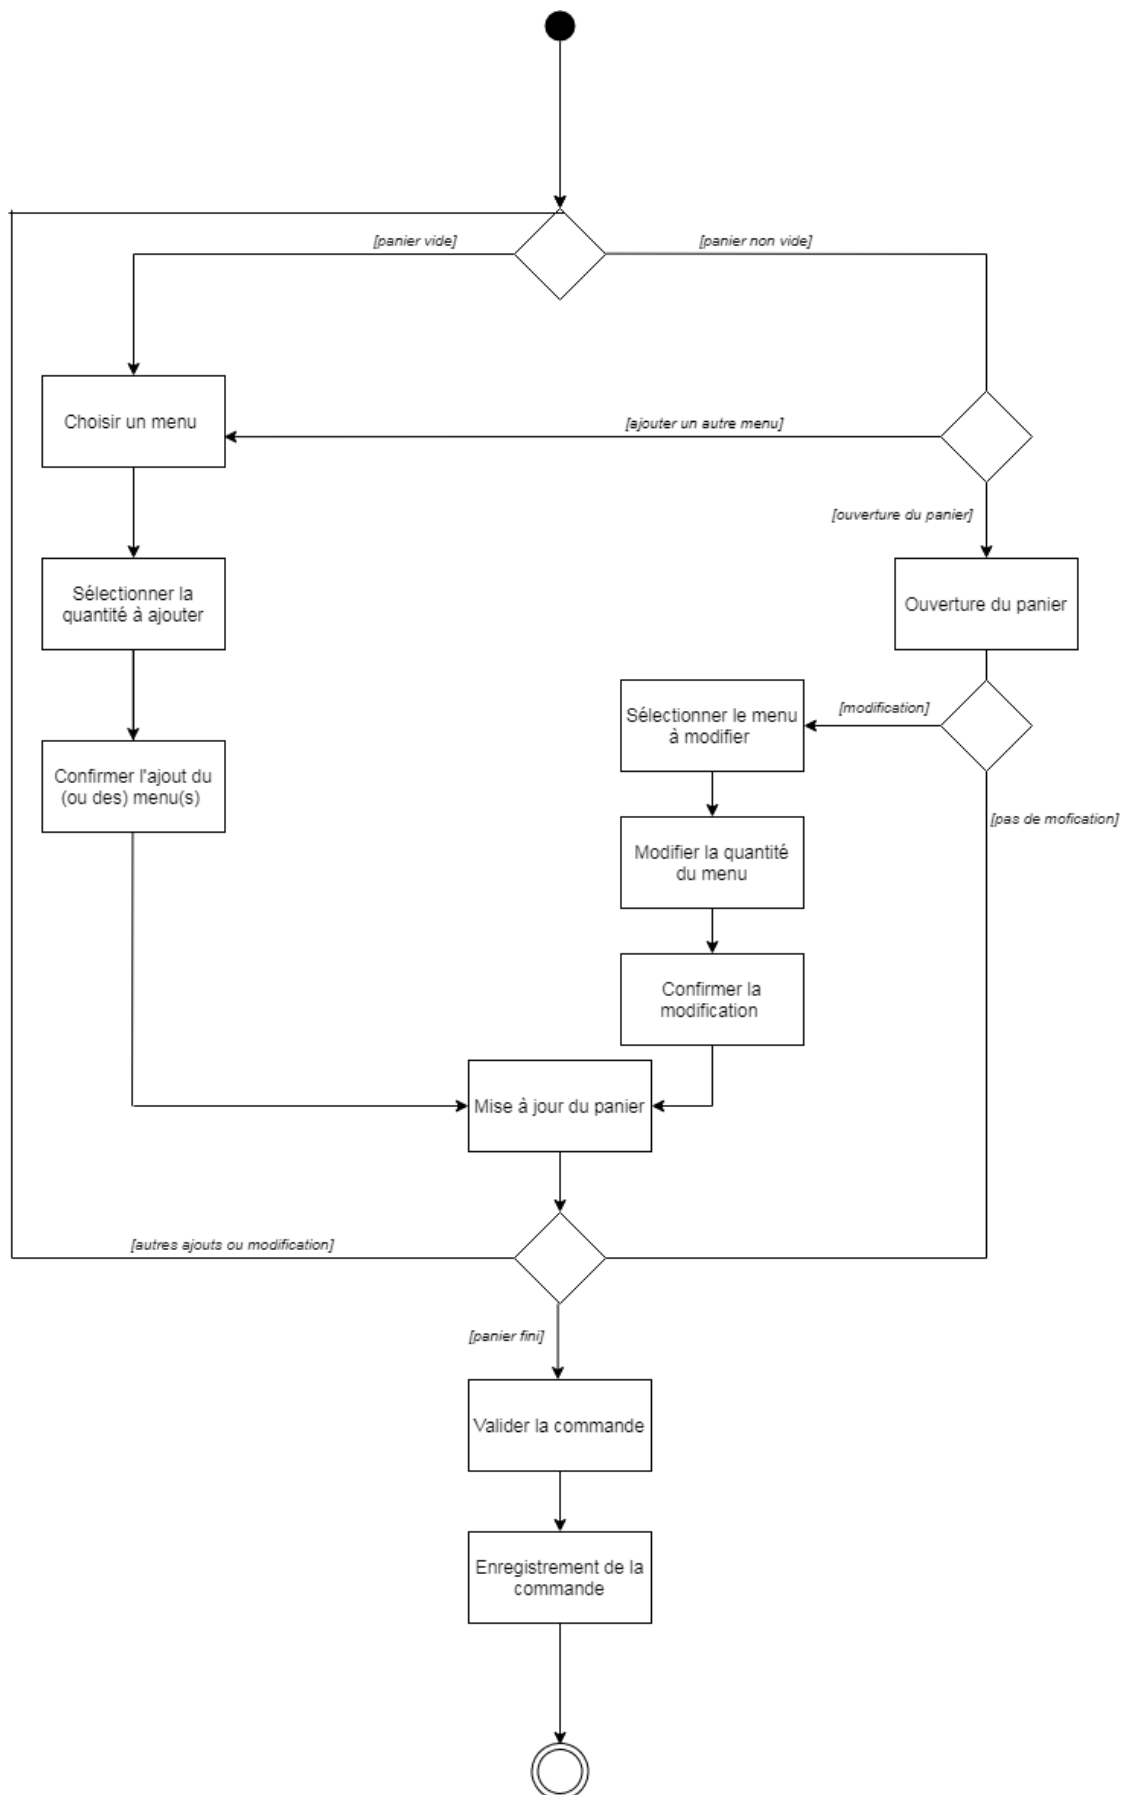 [panier vide]
[panier non vide]
Choisir un menu
[ajouter un autre menu]
[ouverture du panier]
Sélectionner la
quantité à ajouter
Ouverture du panier
Sélectionner le menu
à modifier
[modification]
Confirmer l'ajout du
(ou des) menu(s)
[pas de mofication]
Modifier la quantité
du menu
Confirmer la
modification
Mise à jour du panier
[autres ajouts ou modification]
[panier fini]
Valider la commande
Enregistrement de la
commande